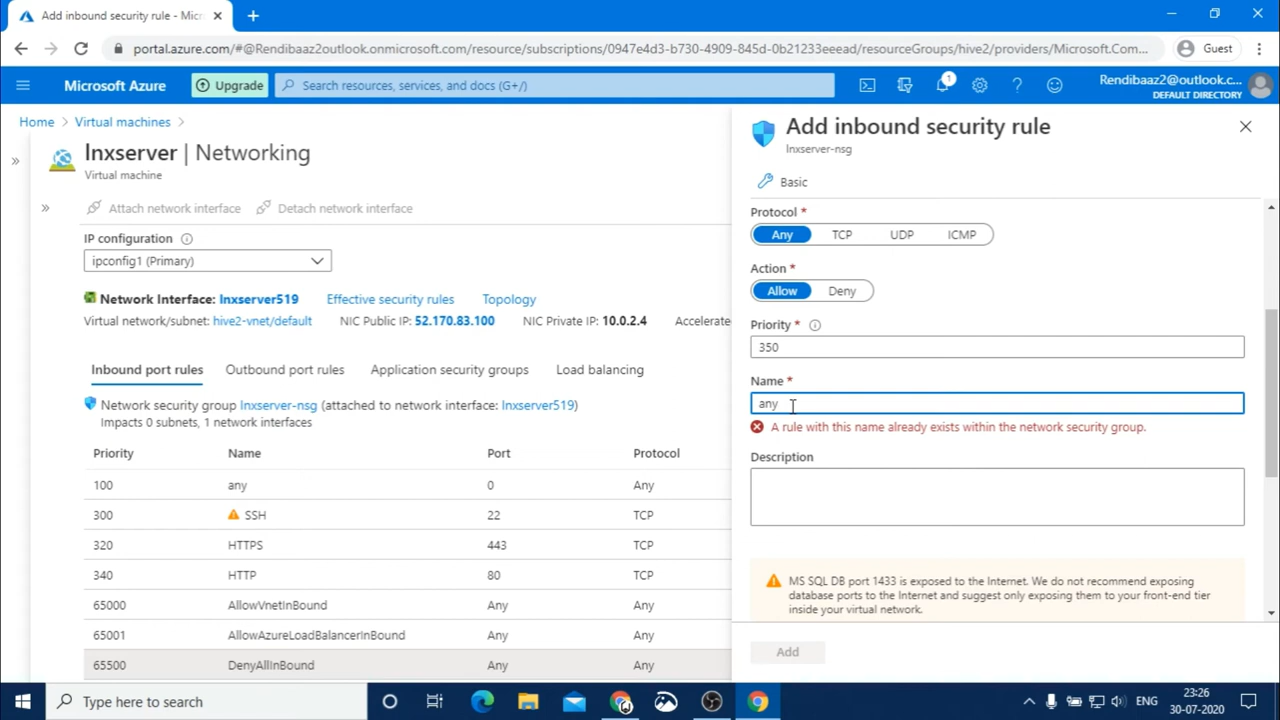 Add inbound security rule - Micr
portal.azure.com/#@Rendibaaz2outlook.onmicrosoft.com/resource/subscriptions/0947e4d3-b730-4909-845d-0b21233eeead/resourceGroups/hive2/providers/Microsoft.Com...
Guest
Microsoft Azure
Upgrade
Search resources, services, and docs (G+/)
1
Rendibaaz2@outlook.c...
DEFAULT DIRECTORY
Home > Virtual machines >
lnxserver | Networking
Virtual machine
Attach network interface Detach network interface
IP configuration
ipconfig1 (Primary)
Network Interface: lnxserver519 Effective security rules Topology
Virtual network/subnet: hive2-vnet/default NIC Public IP: 52.170.83.100 NIC Private IP: 10.0.2.4 Accelerate
Inbound port rules Outbound port rules Application security groups Load balancing
Network security group lnxserver-nsg (attached to network interface: lnxserver519)
Impacts 0 subnets, 1 network interfaces
Priority Name Port Protocol
100 any 0 Any
300 SSH 22 TCP
320 HTTPS 443 TCP
340 HTTP 80 TCP
65000 AllowVnetInBound Any Any
65001 AllowAzureLoadBalancerInBound Any Any
65500 DenyAllInBound Any Any
Add inbound security rule
lnxserver-nsg
Basic
Protocol *
Any TCP UDP ICMP
Action *
Allow Deny
Priority *
350
Name *
any
A rule with this name already exists within the network security group.
Description
MS SQL DB port 1433 is exposed to the Internet. We do not recommend exposing
database ports to the Internet and suggest only exposing them to your front-end tier
inside your virtual network.
Add
Type here to search
ENG
23:26
30-07-2020